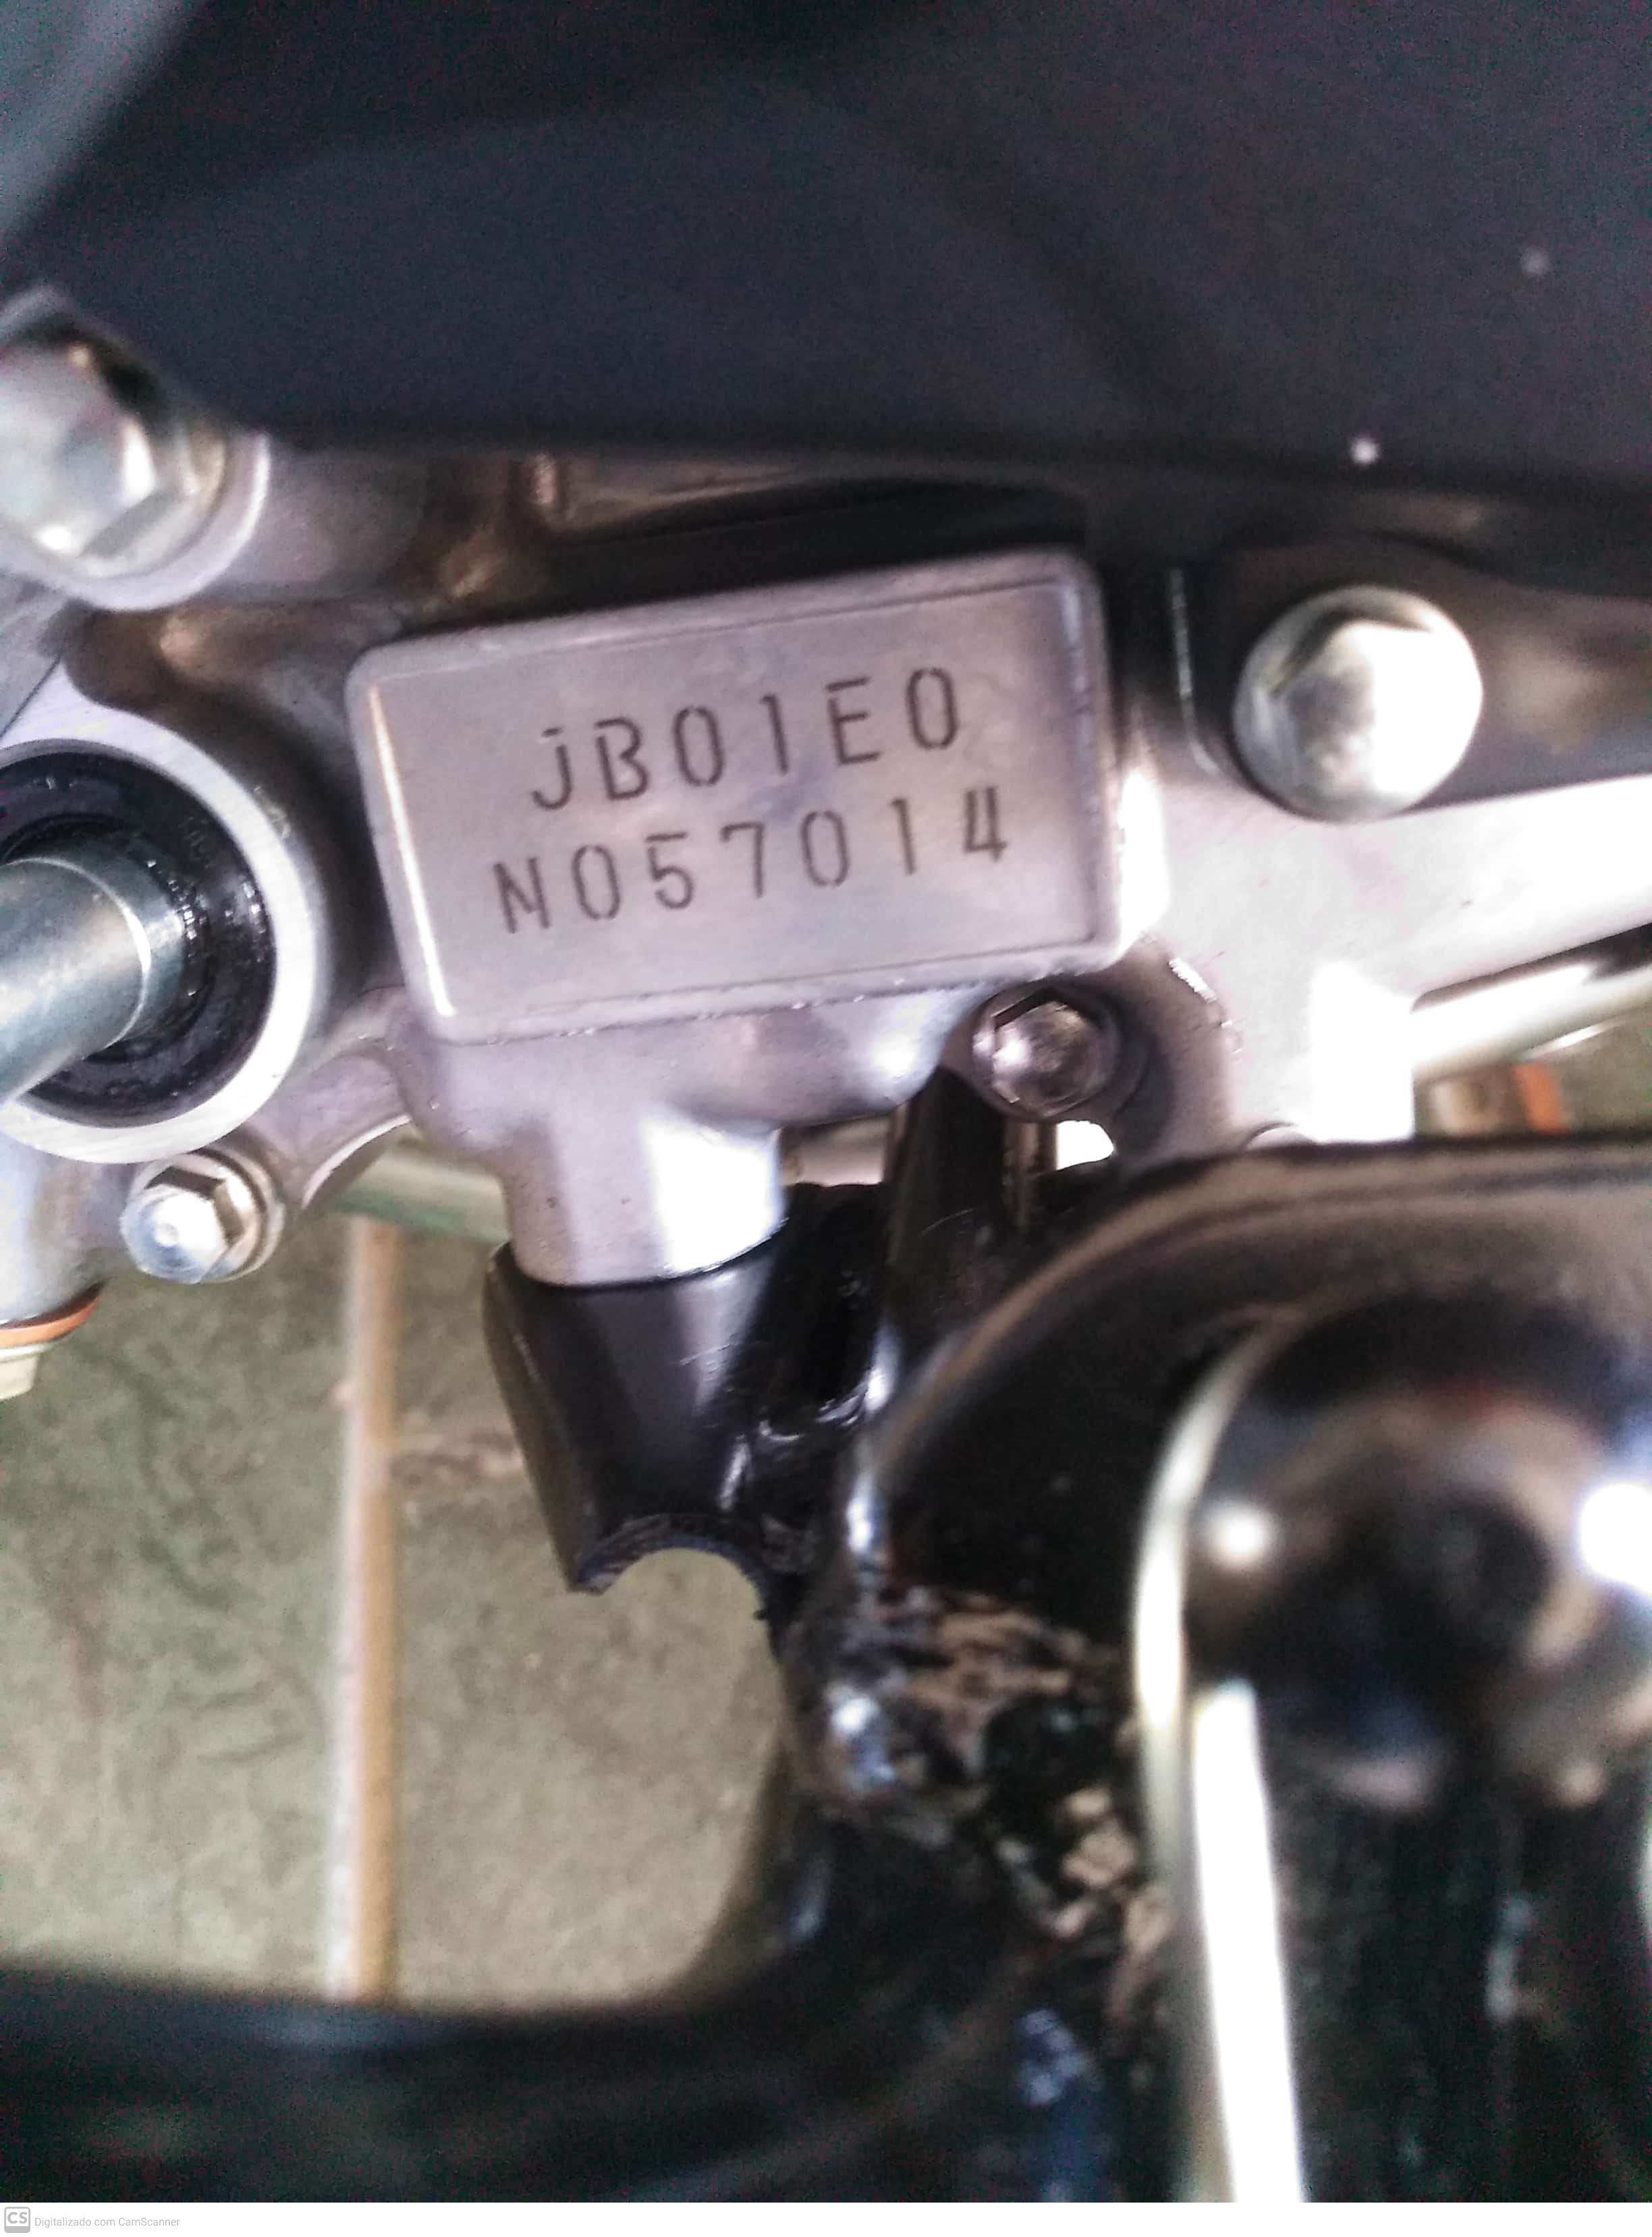 JB01E0
N057014
CS Digitalizado com CamScanner